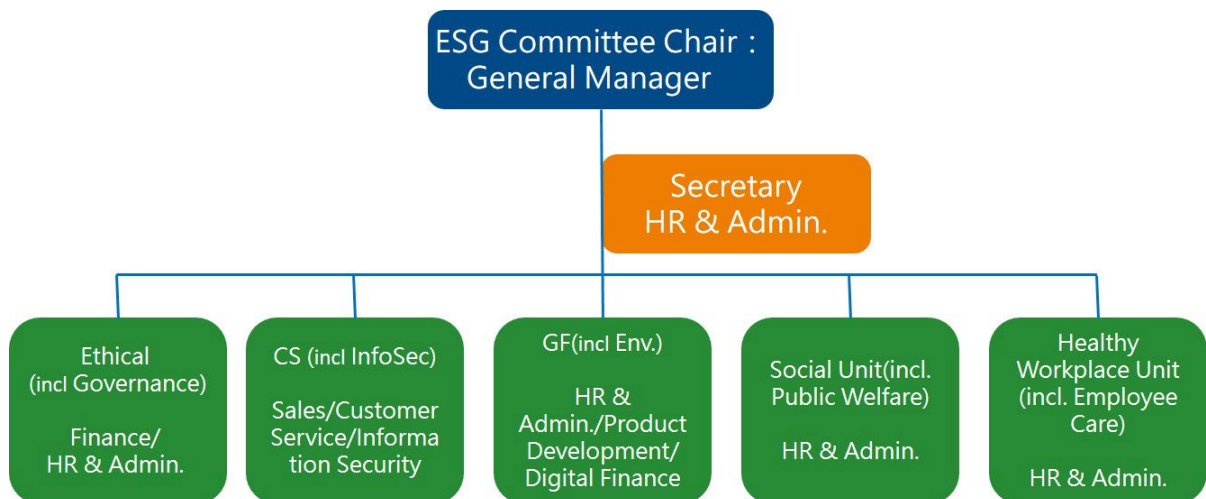 ESG Committee Chair：
General Manager
Secretary
HR & Admin.
Ethical
(incl Governance)
Finance/
HR & Admin.
CS (incl InfoSec)
Sales/Customer
Service/Informa
tion Security
GF(incl Env.)
HR &
Admin./Product
Development/
Digital Finance
Social Unit(incl.
Public Welfare)
HR & Admin.
Healthy
Workplace Unit
(incl. Employee
Care)
HR & Admin.